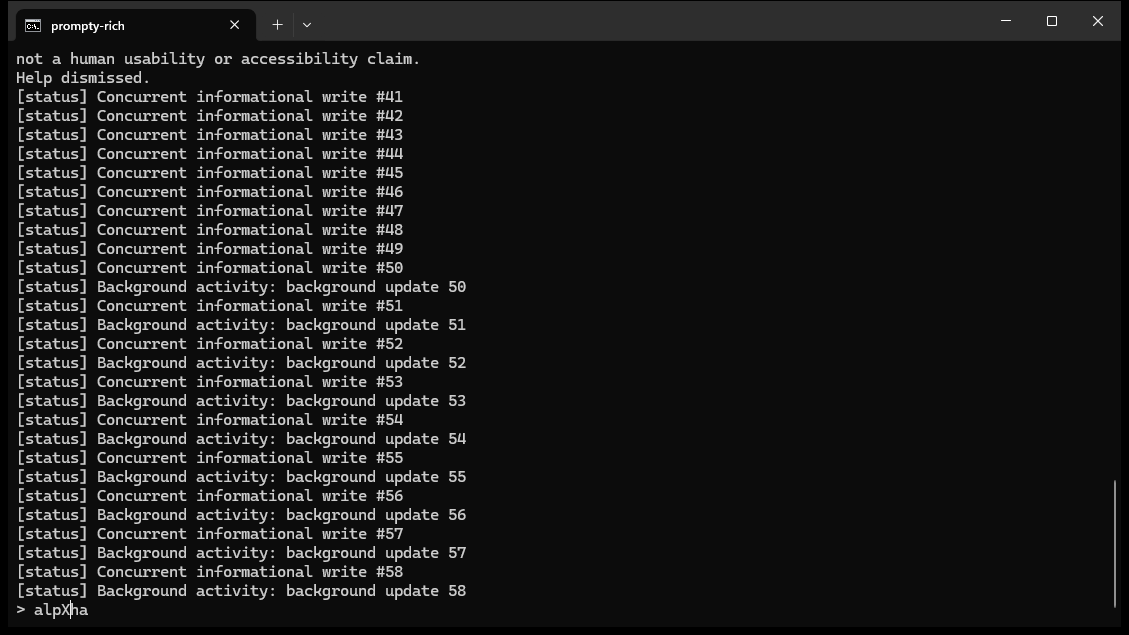 prompty-rich
not a human usability or accessibility claim.
Help dismissed.
[status] Concurrent informational write #41
[status] Concurrent informational write #42
[status] Concurrent informational write #43
[status] Concurrent informational write #44
[status] Concurrent informational write #45
[status] Concurrent informational write #46
[status] Concurrent informational write #47
[status] Concurrent informational write #48
[status] Concurrent informational write #49
[status] Concurrent informational write #50
[status] Background activity: background update 50
[status] Concurrent informational write #51
[status] Background activity: background update 51
[status] Concurrent informational write #52
[status] Background activity: background update 52
[status] Concurrent informational write #53
[status] Background activity: background update 53
[status] Concurrent informational write #54
[status] Background activity: background update 54
[status] Concurrent informational write #55
[status] Background activity: background update 55
[status] Concurrent informational write #56
[status] Background activity: background update 56
[status] Concurrent informational write #57
[status] Background activity: background update 57
[status] Concurrent informational write #58
[status] Background activity: background update 58
> alpXha